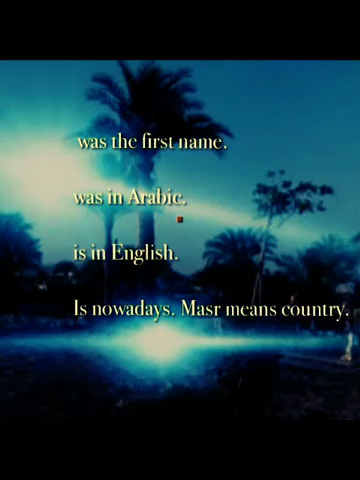 was the first name.
was in Arabic.
is in English.
Is nowadays. Masr means country.